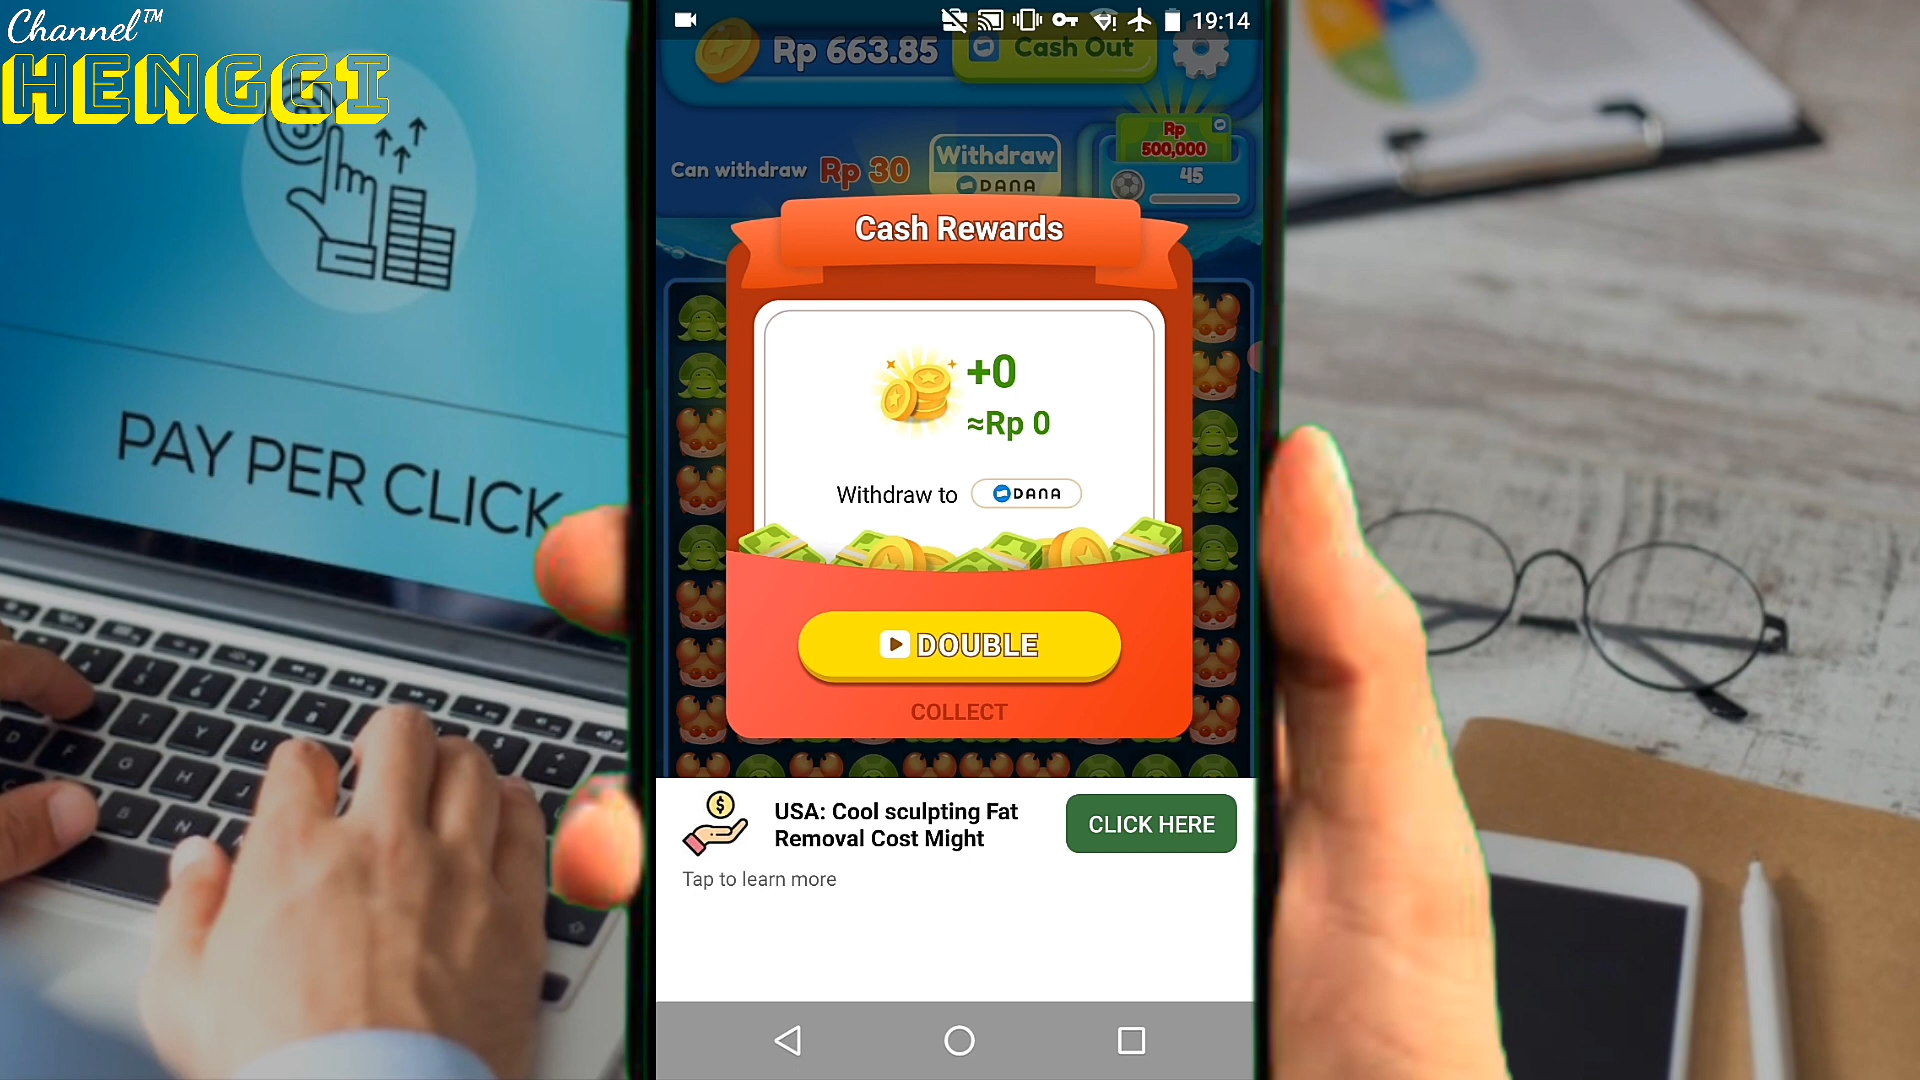 Channel™
HENGGI
PAY PER CLICK
19:14
Rp 663.85
Cash Out
Can withdraw Rp 30
Withdraw
DANA
Rp
500,000
45
Cash Rewards
+0
≈Rp 0
Withdraw to DANA
DOUBLE
COLLECT
USA: Cool sculpting Fat
Removal Cost Might
CLICK HERE
Tap to learn more